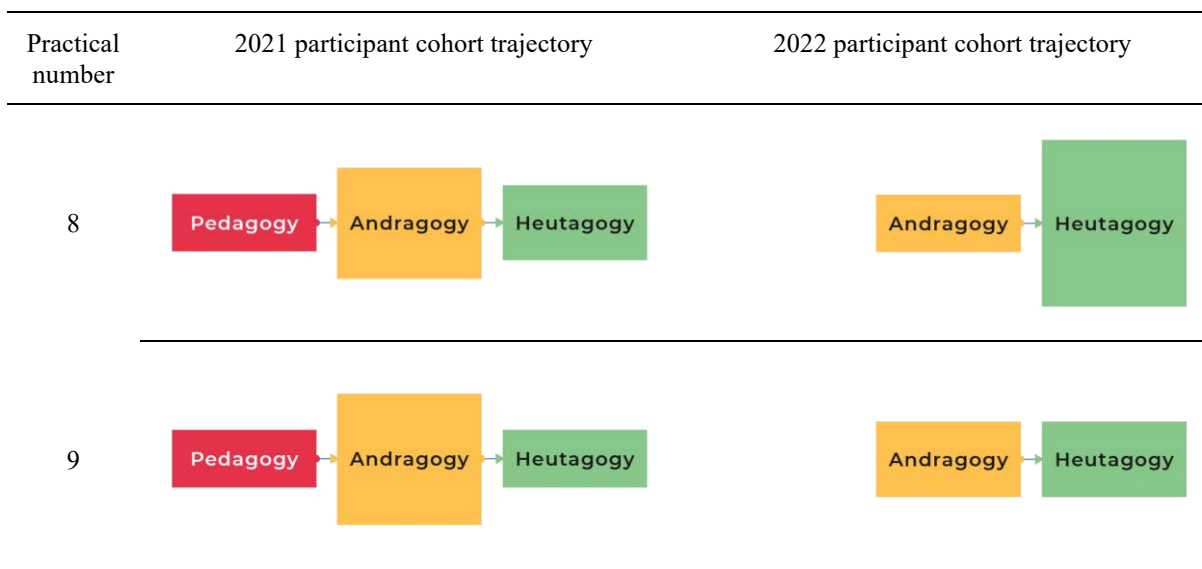 Practical number
2021 participant cohort trajectory
2022 participant cohort trajectory
8
Pedagogy
Andragogy
Heutagogy
Andragogy
Heutagogy
9
Pedagogy
Andragogy
Heutagogy
Andragogy
Heutagogy